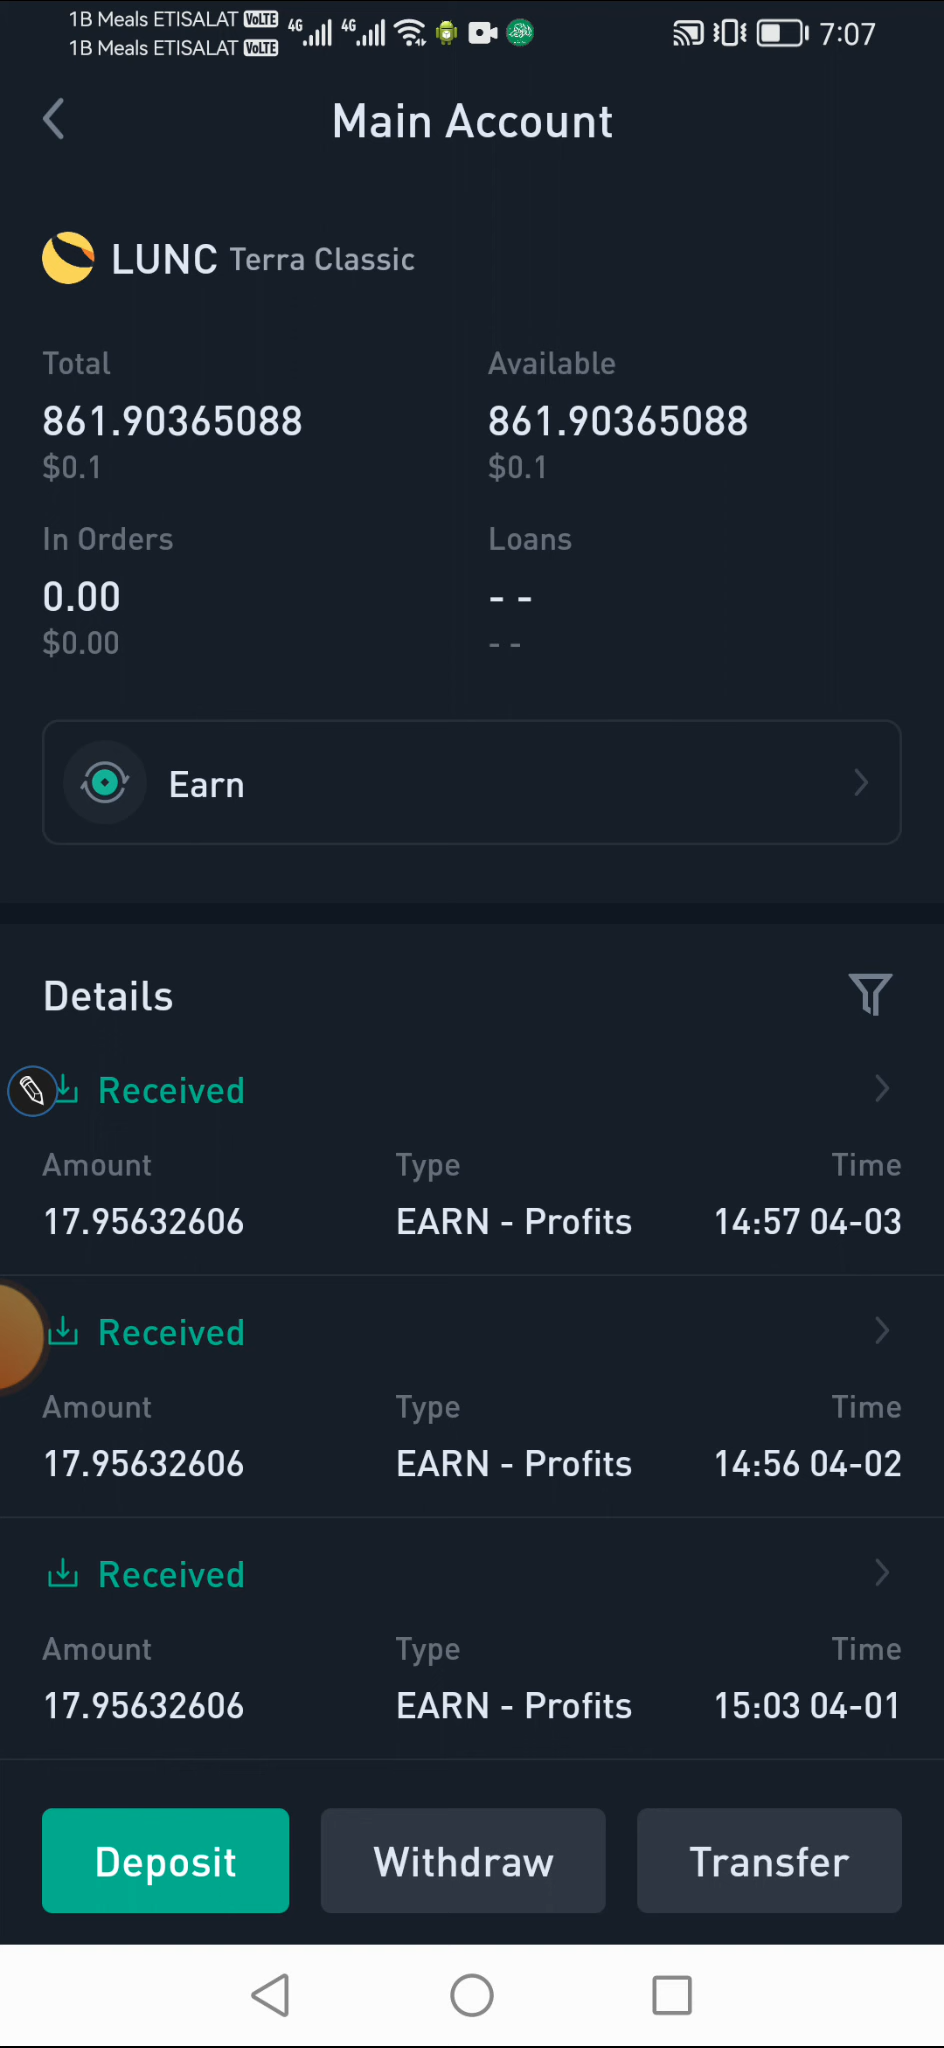 1B Meals ETISALAT VoLTE 4G 4G 7:07
1B Meals ETISALAT VoLTE
Main Account
LUNC Terra Classic
Total Available
861.90365088 861.90365088
$0.1 $0.1
In Orders Loans
0.00 - -
$0.00 - -
Earn
Details
Received
Amount Type Time
17.95632606 EARN - Profits 14:57 04-03
Received
Amount Type Time
17.95632606 EARN - Profits 14:56 04-02
Received
Amount Type Time
17.95632606 EARN - Profits 15:03 04-01
Deposit Withdraw Transfer